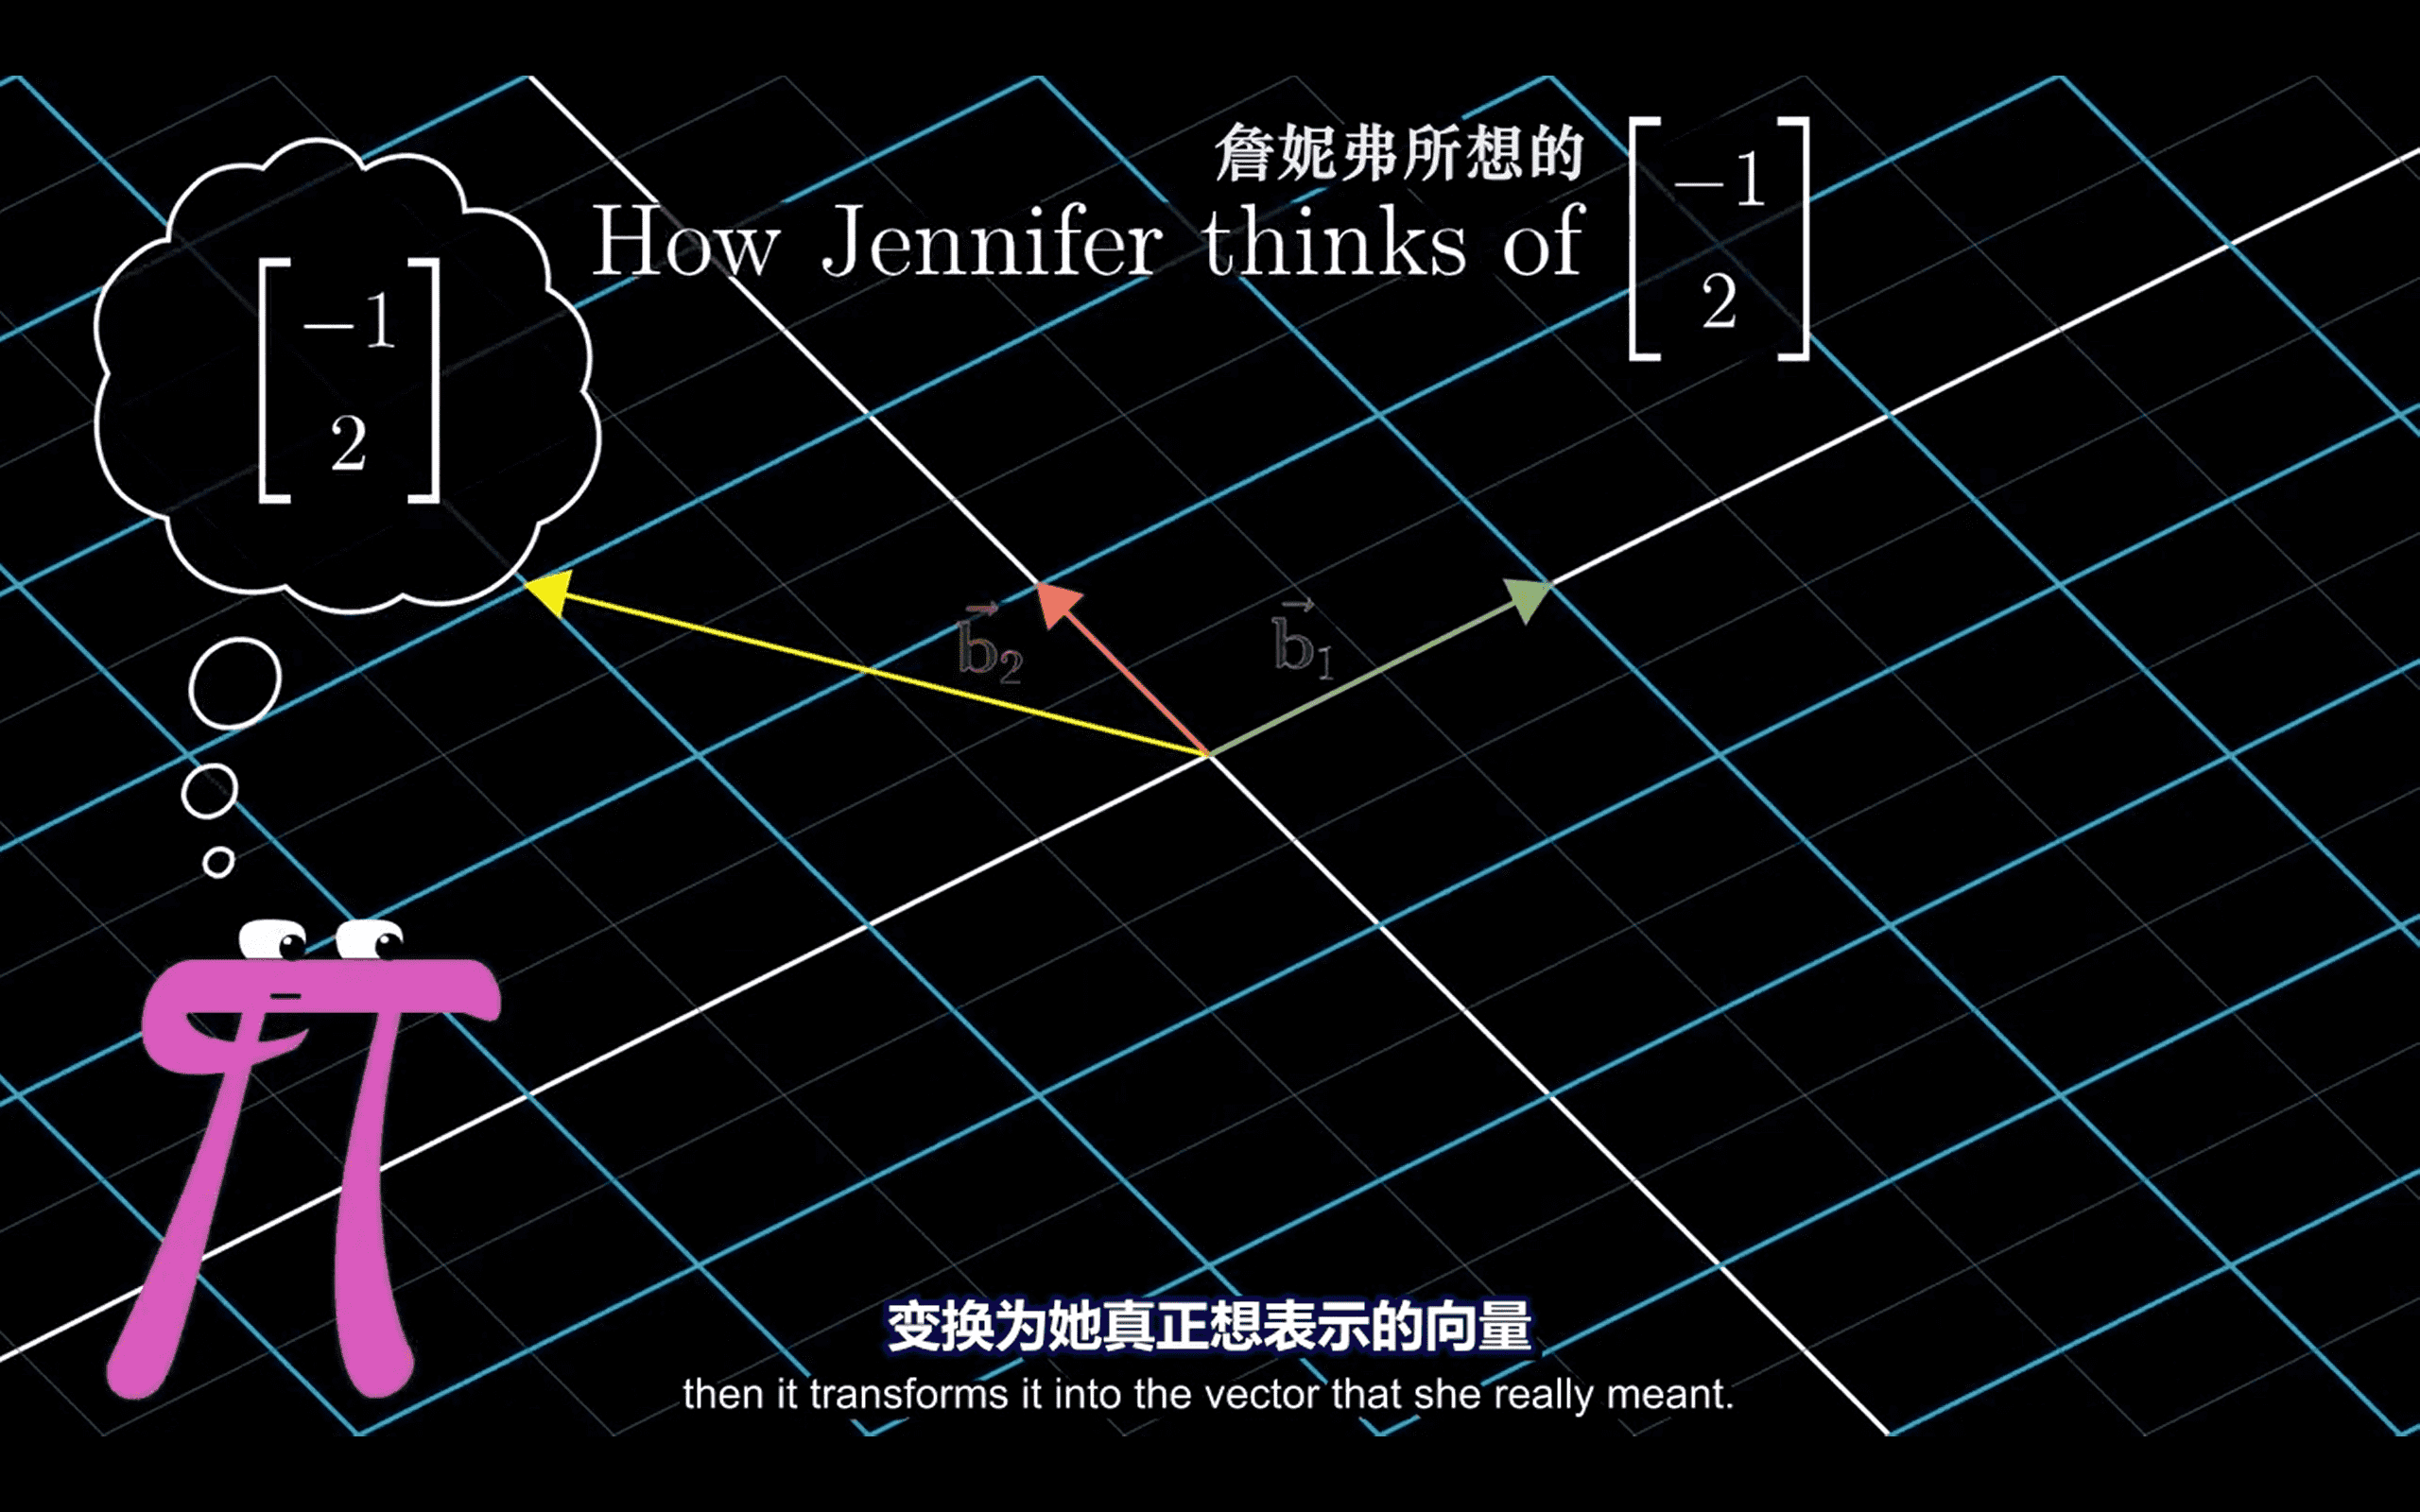 詹妮弗所想的
How Jennifer thinks of [−1
2]
[−1
2]
b⃗₂ b⃗₁
变换为她真正想表示的向量
then it transforms it into the vector that she really meant.